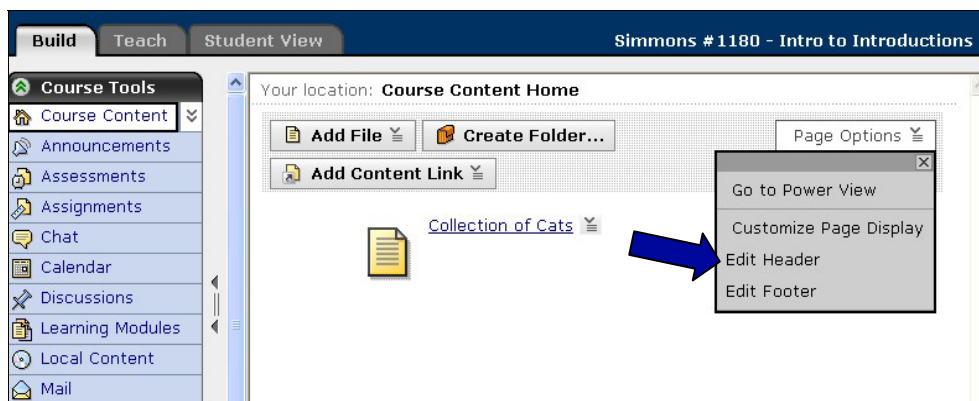 Build Teach Student View Simmons #1180 - Intro to Introductions
Course Tools
Course Content
Announcements
Assessments
Assignments
Chat
Calendar
Discussions
Learning Modules
Local Content
Mail
Your location: Course Content Home
Add File Create Folder... Page Options
Add Content Link
Go to Power View
Customize Page Display
Edit Header
Edit Footer
Collection of Cats